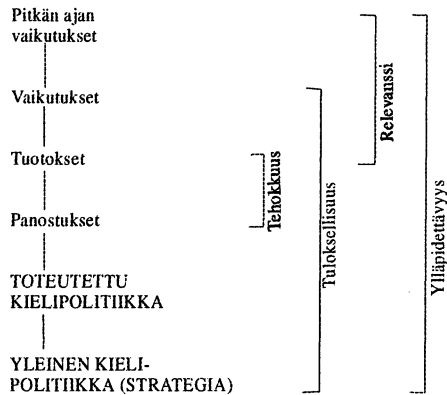 Pitkän ajan
vaikutukset
Vaikutukset
Tuotokset
Panostukset
TOTEUTETTU
KIELIPOLITIIKKA
YLEINEN KIELI-
POLITIIKKA (STRATEGIA)
Tehokkuus
Tuloksellisuus
Relevanssi
Ylläpidettävyys